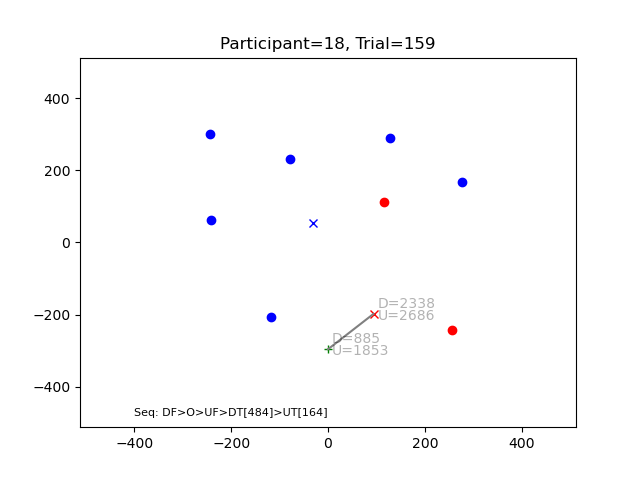 Participant=18, Trial=159
400
200
0
−200
−400
D=2338
U=2686
D=885
U=1853
Seq: DF>O>UF>DT[484]>UT[164]
−400 −200 0 200 400